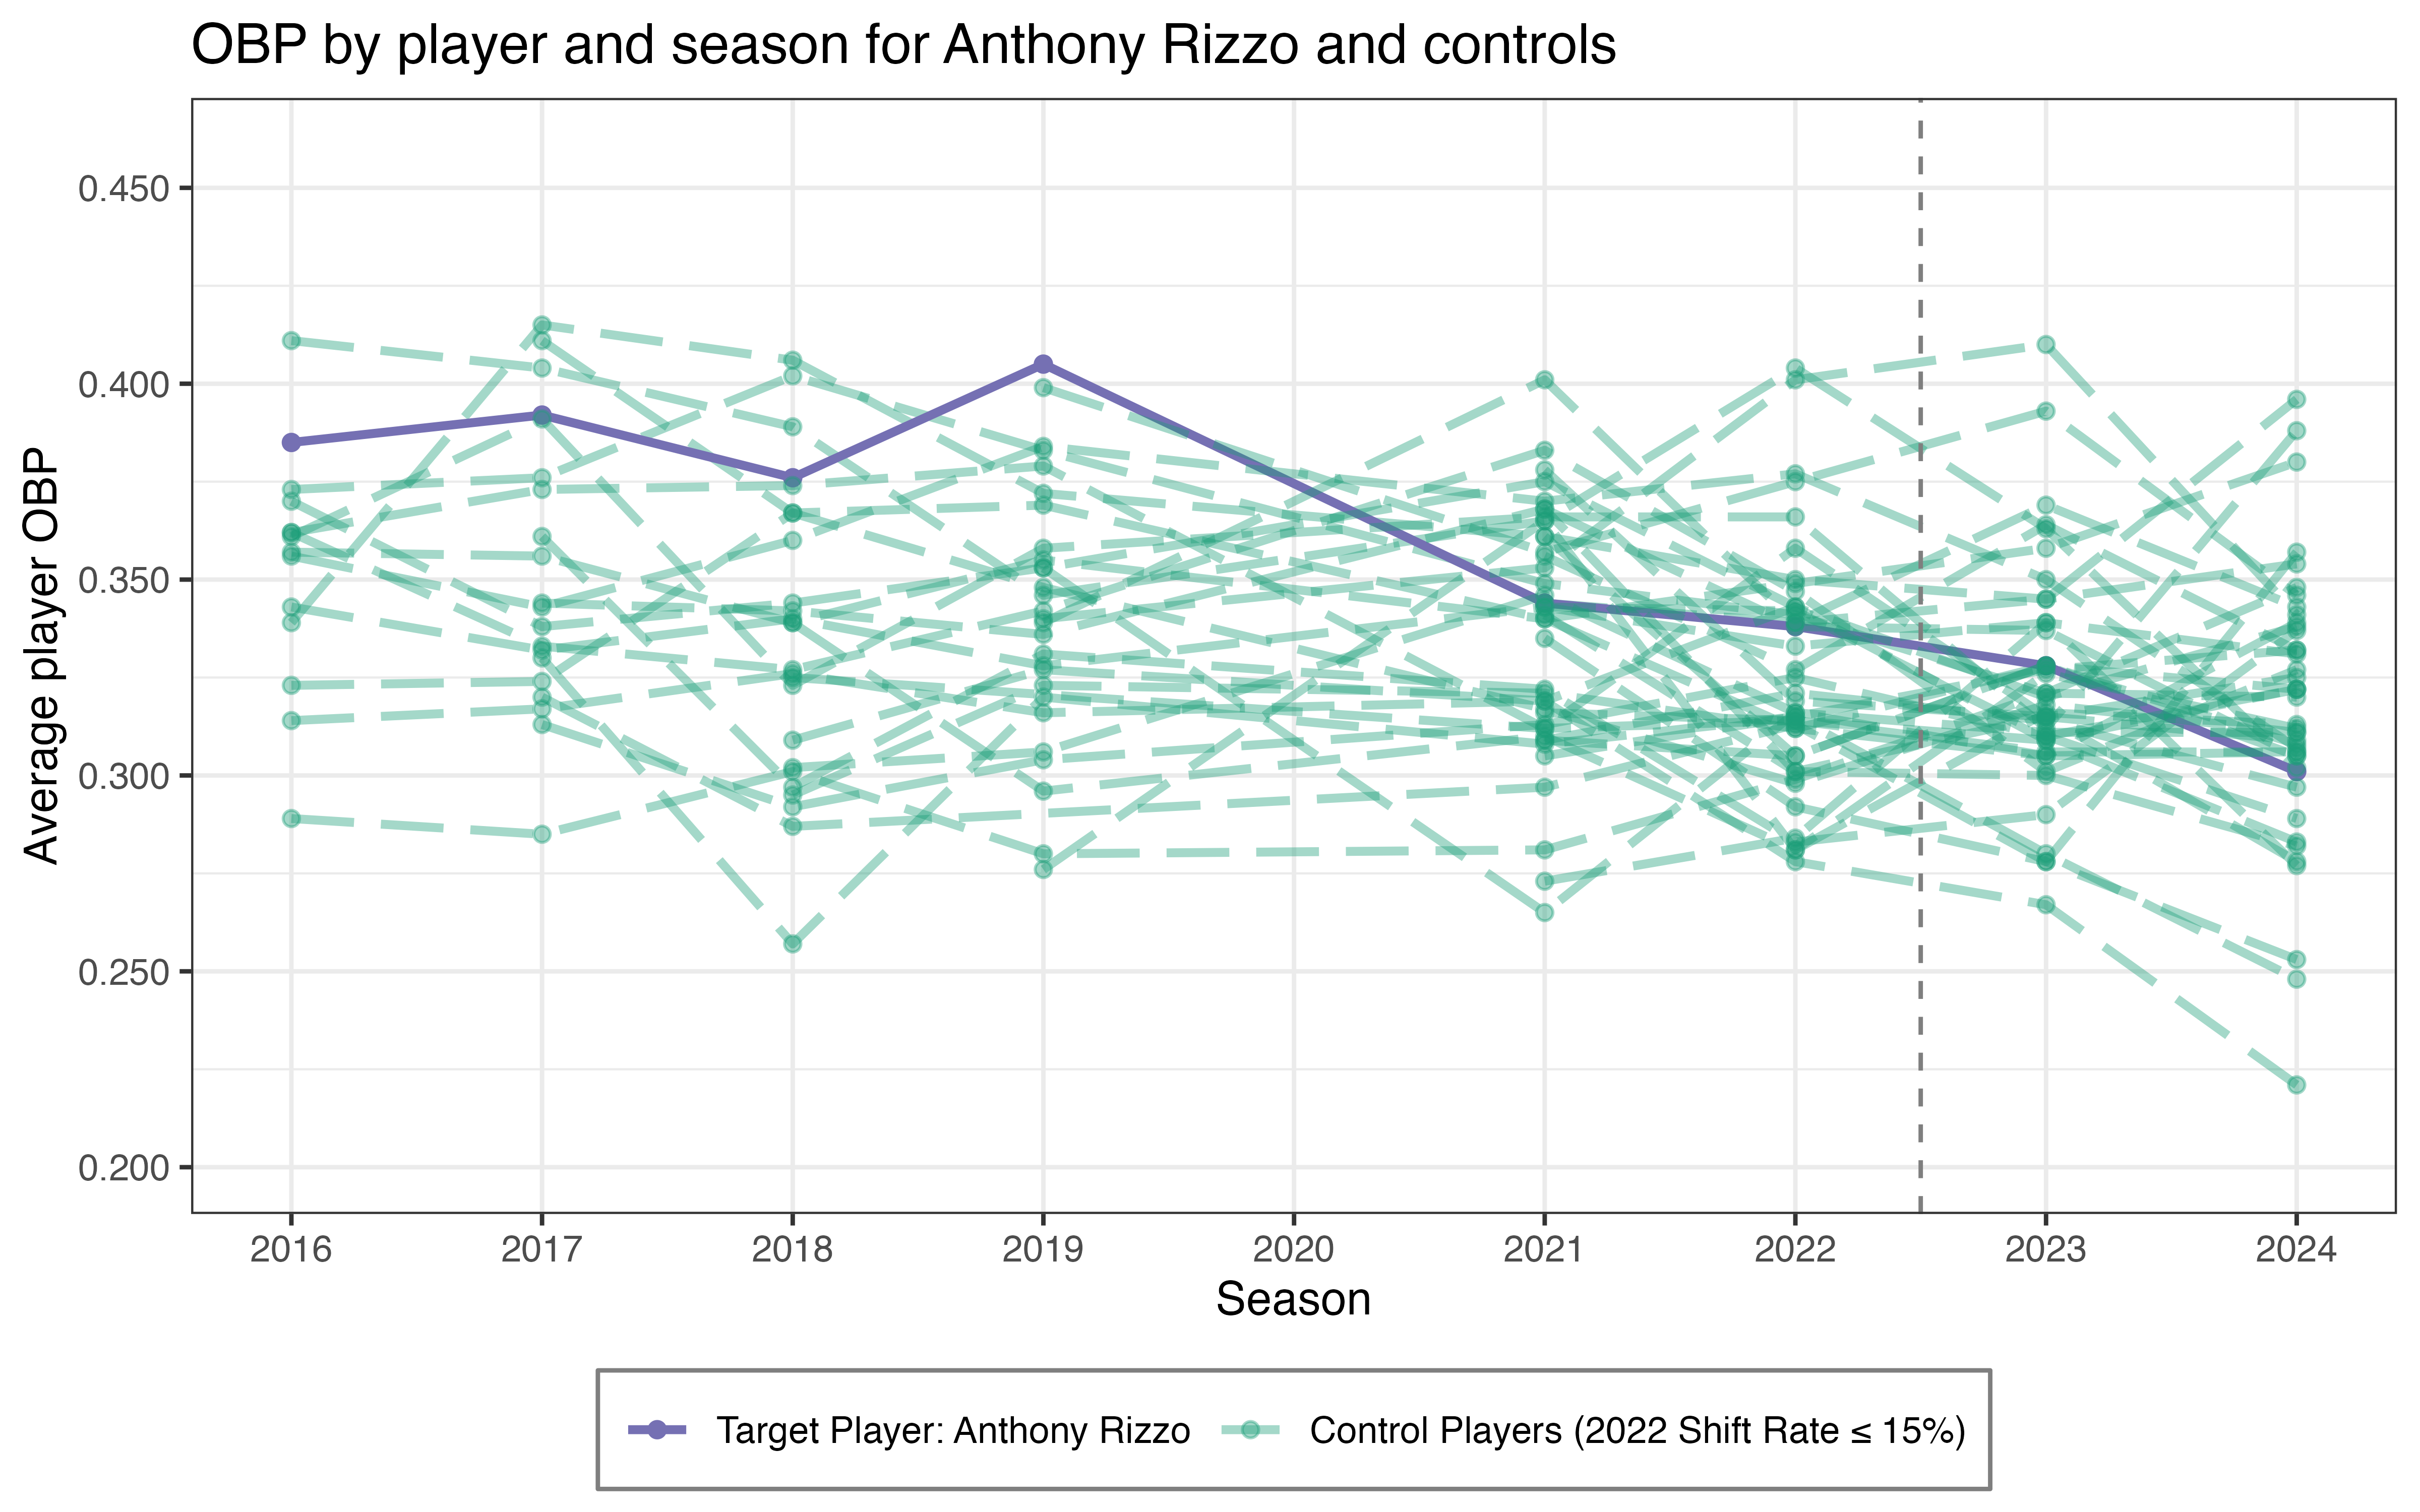 OBP by player and season for Anthony Rizzo and controls
Average player OBP
0.450
0.400
0.350
0.300
0.250
0.200
2016 2017 2018 2019 2020 2021 2022 2023 2024
Season
Target Player: Anthony Rizzo Control Players (2022 Shift Rate ≤ 15%)